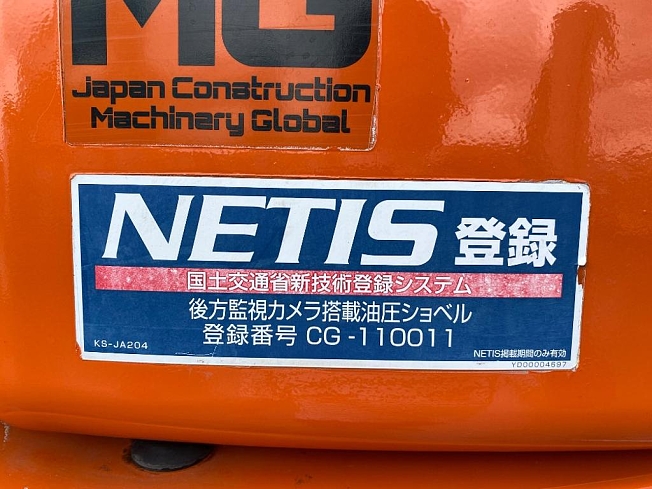 MG
Japan Construction
Machinery Global
NETIS 登録
国土交通省新技術登録システム
後方監視カメラ搭載油圧ショベル
登録番号 CG-110011
KS-JA204
NETIS掲載期間のみ有効
YD00004697